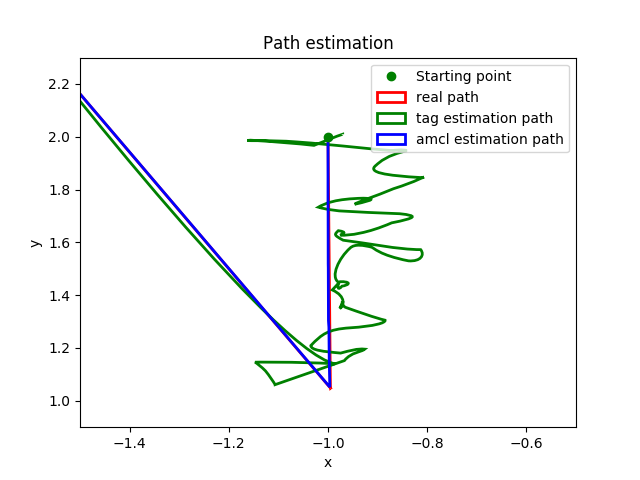 Path estimation
Starting point
real path
tag estimation path
amcl estimation path
2.2
2.0
1.8
1.6
1.4
1.2
1.0
y
−1.4
−1.2
−1.0
−0.8
−0.6
x